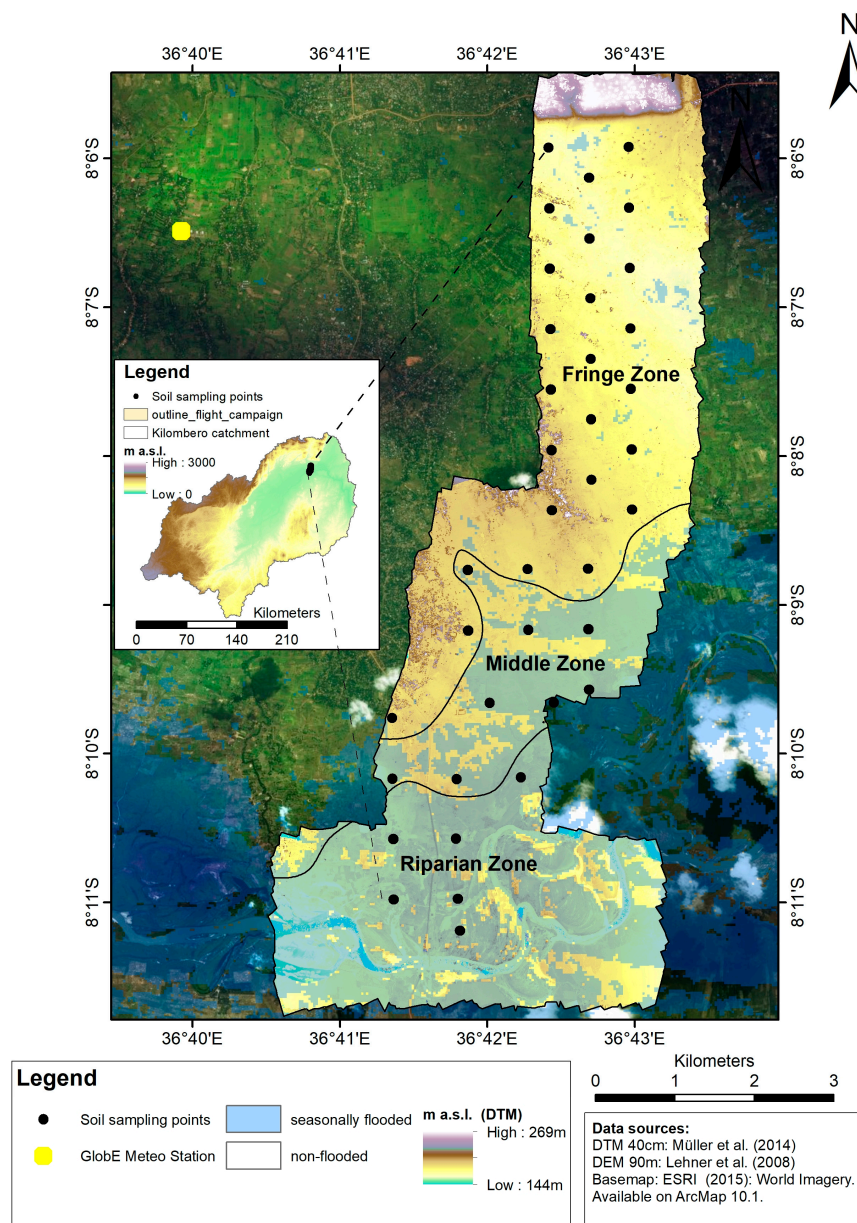 N
36°40'E 36°41'E 36°42'E 36°43'E
N
8°6'S 8°6'S
8°7'S 8°7'S
Legend
Soil sampling points
outline_flight_campaign
Kilombero catchment
m a.s.l.
High : 3000
Low : 0
Kilometers
0 70 140 210
Fringe Zone
8°8'S 8°8'S
8°9'S 8°9'S
Middle Zone
8°10'S 8°10'S
Riparian Zone
8°11'S 8°11'S
36°40'E 36°41'E 36°42'E 36°43'E
Legend
Soil sampling points
GlobE Meteo Station
seasonally flooded
non-flooded
m a.s.l. (DTM)
High : 269m
Low : 144m
Kilometers
0 1 2 3
Data sources:
DTM 40cm: Müller et al. (2014)
DEM 90m: Lehner et al. (2008)
Basemap: ESRI (2015): World Imagery.
Available on ArcMap 10.1.